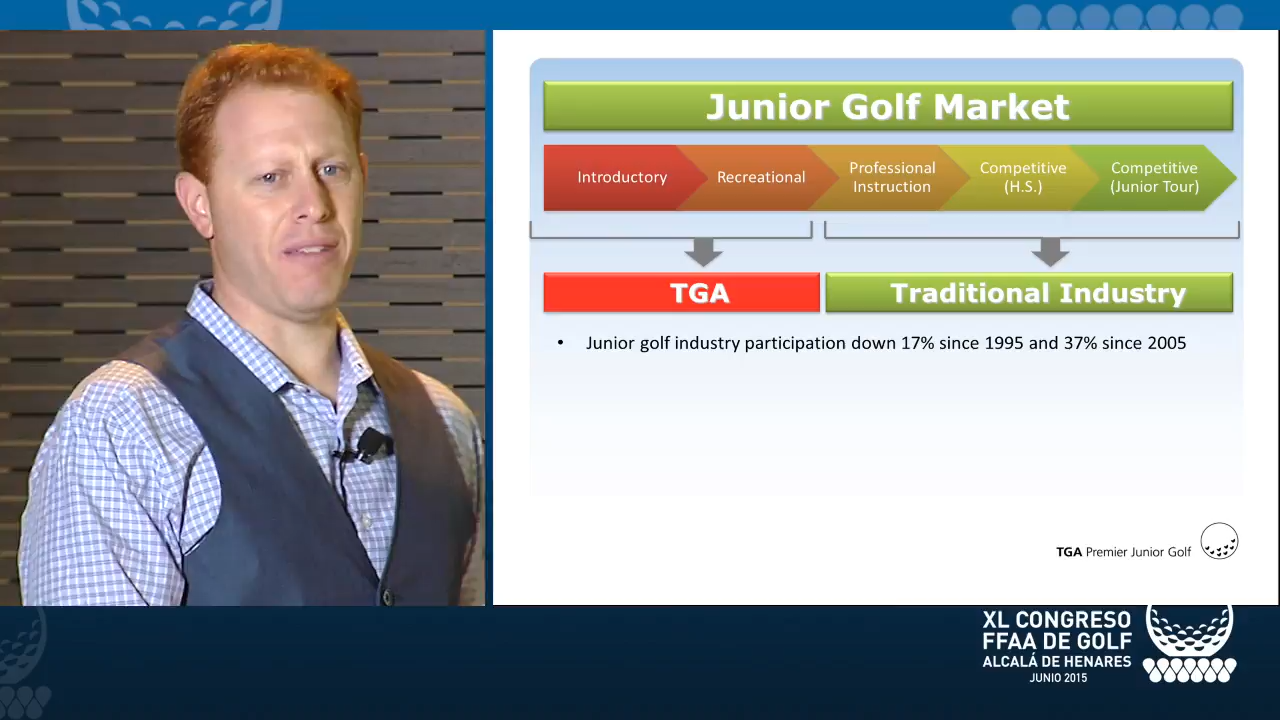 Junior Golf Market
Introductory
Recreational
Professional
Instruction
Competitive
(H.S.)
Competitive
(Junior Tour)
TGA
Traditional Industry
• Junior golf industry participation down 17% since 1995 and 37% since 2005
TGA Premier Junior Golf
XL CONGRESO
FFAA DE GOLF
ALCALÁ DE HENARES
JUNIO 2015